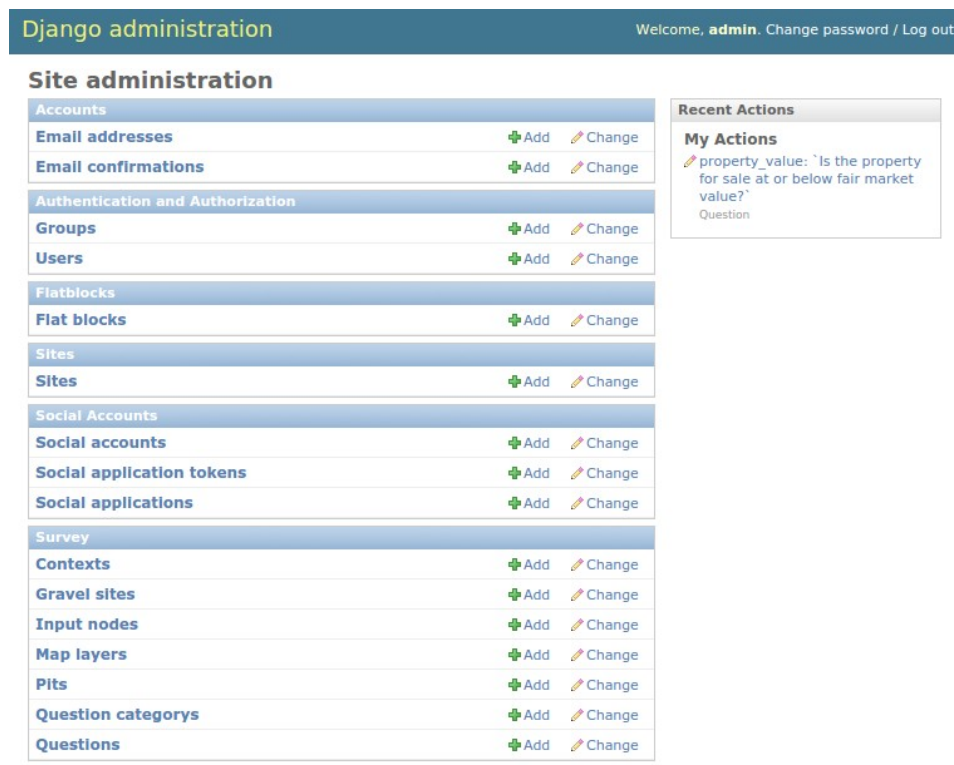 Django administration
Welcome, admin. Change password / Log out
Site administration
Accounts
Email addresses Add Change
Email confirmations Add Change
Authentication and Authorization
Groups Add Change
Users Add Change
Flatblocks
Flat blocks Add Change
Sites
Sites Add Change
Social Accounts
Social accounts Add Change
Social application tokens Add Change
Social applications Add Change
Survey
Contexts Add Change
Gravel sites Add Change
Input nodes Add Change
Map layers Add Change
Pits Add Change
Question categorys Add Change
Questions Add Change
Recent Actions
My Actions
property_value: `Is the property
for sale at or below fair market
value?`
Question